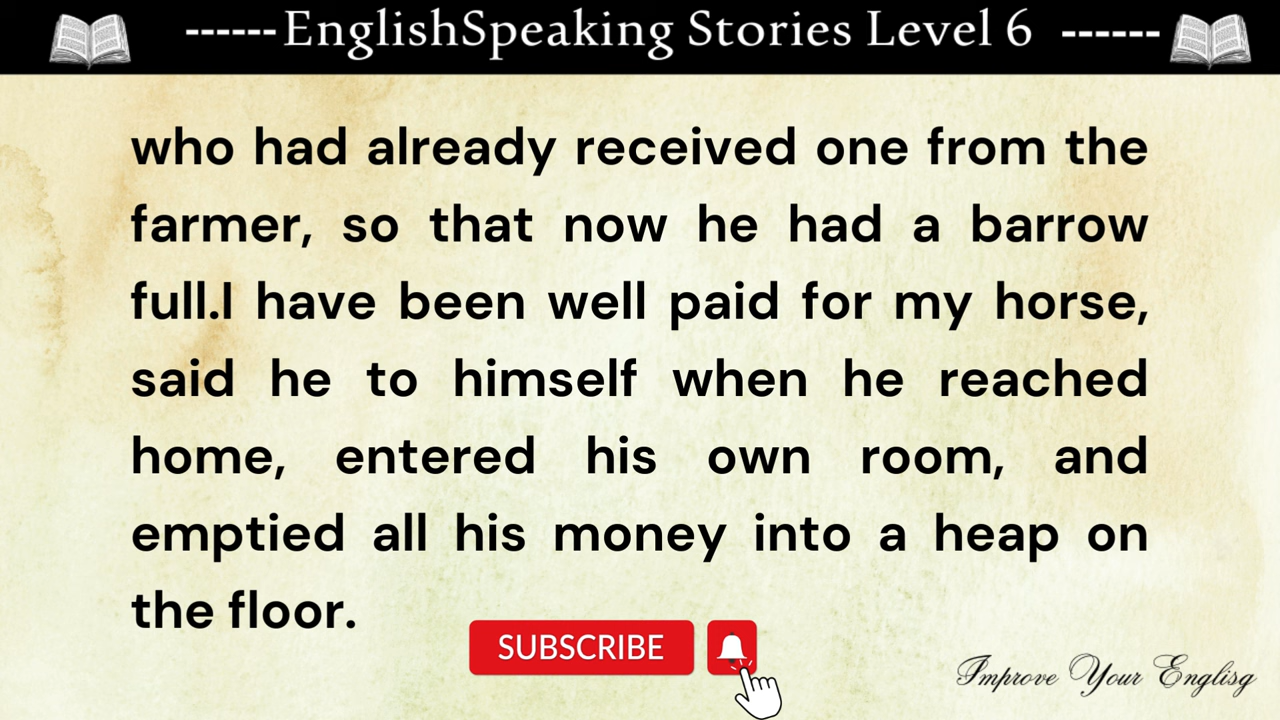 ------EnglishSpeaking Stories Level 6 ------
who had already received one from the
farmer, so that now he had a barrow
full.I have been well paid for my horse,
said he to himself when he reached
home, entered his own room, and
emptied all his money into a heap on
the floor.
SUBSCRIBE
Improve Your Englisg